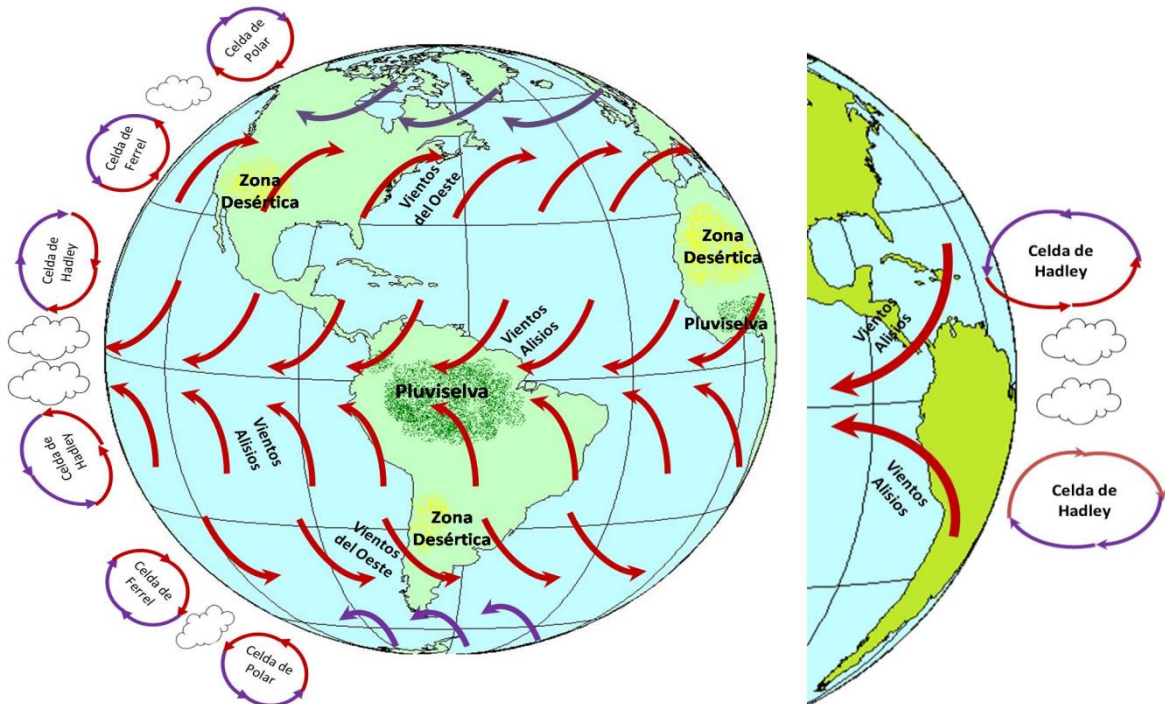 Celda de
Polar
Celda de
Ferrel
Celda de
Hadley
Celda de
Hadley
Celda de
Ferrel
Celda de
Polar
Zona
Desértica
Vientos de
del Oeste
Zona
Desértica
Pluviselva
Vientos
Alisios
Pluviselva
Vientos
Alisios
Zona
Desértica
Vientos
del Oeste
Celda de
Hadley
Vientos
Alisios
Vientos
Alisios
Celda de
Hadley